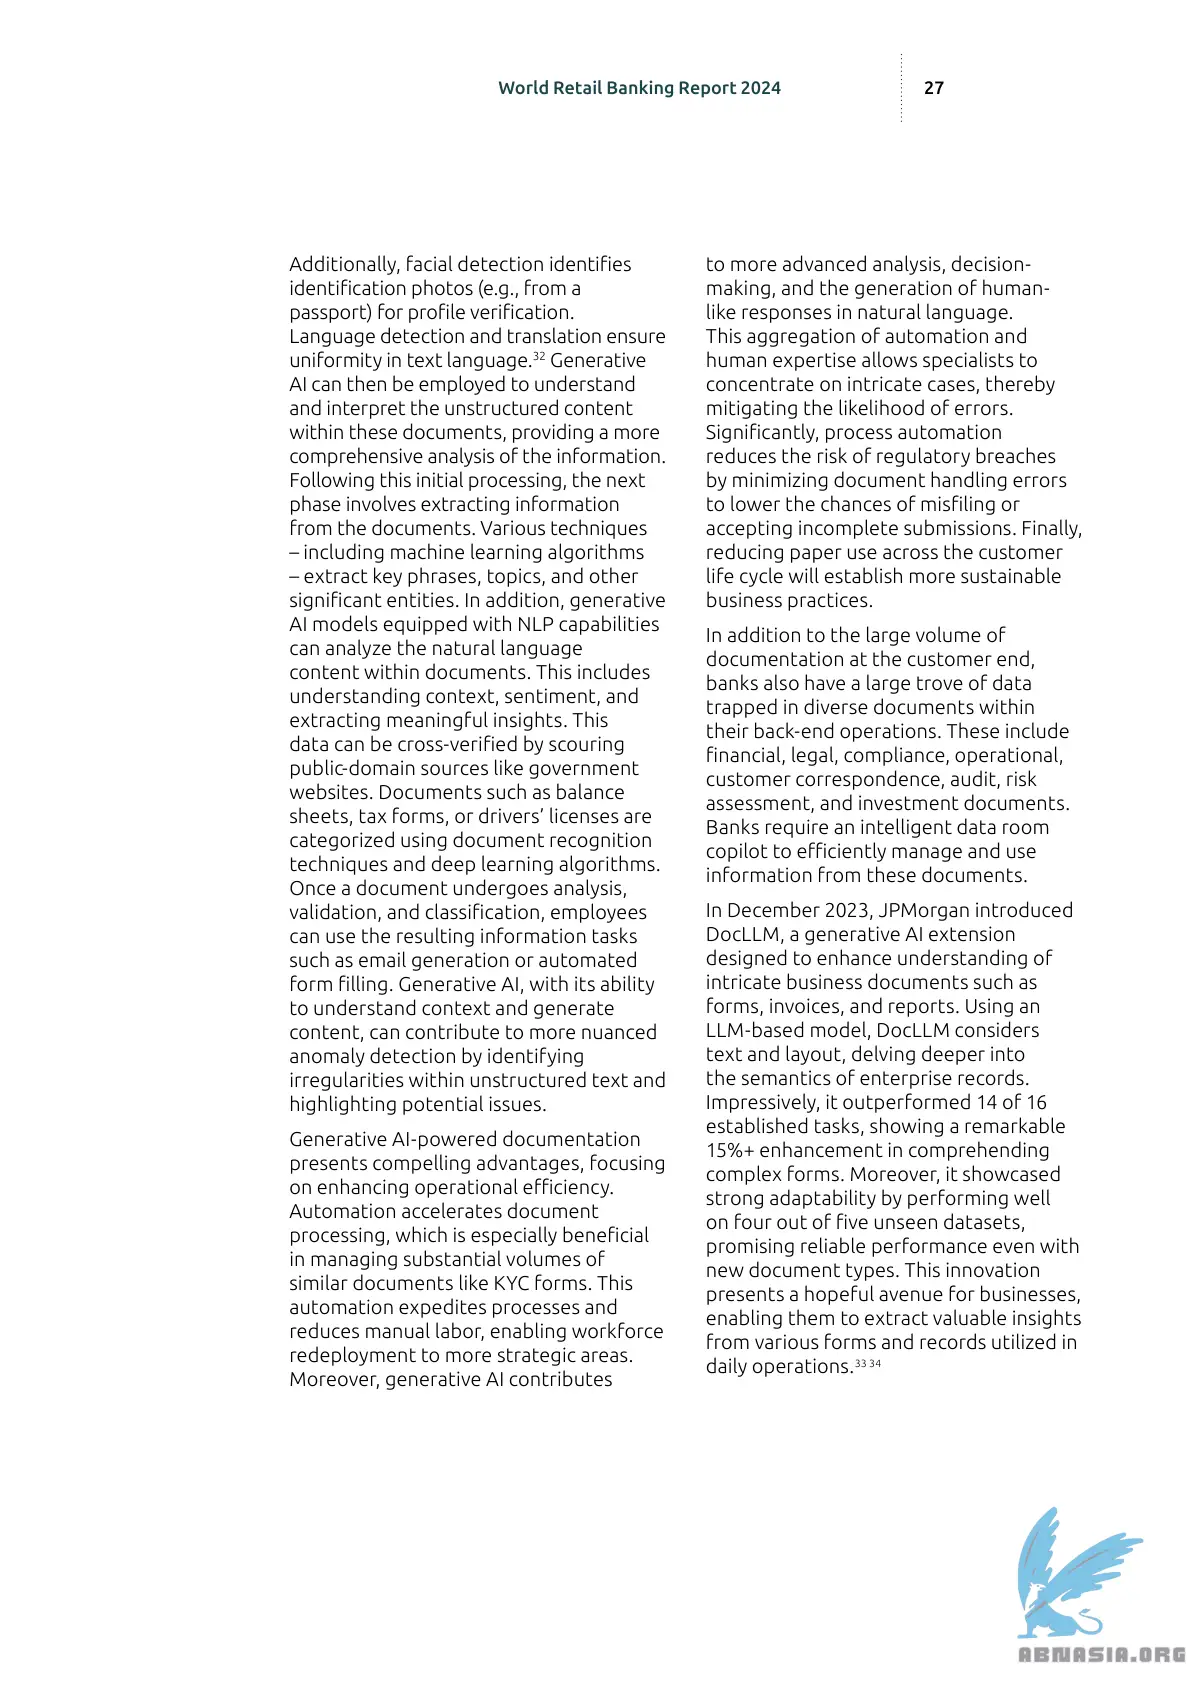 World Retail Banking Report 2024
27
Additionally, facial detection identifies
identification photos (e.g., from a
passport) for profile verification.
Language detection and translation ensure
uniformity in text language.32 Generative
AI can then be employed to understand
and interpret the unstructured content
within these documents, providing a more
comprehensive analysis of the information.
Following this initial processing, the next
phase involves extracting information
from the documents. Various techniques
– including machine learning algorithms
– extract key phrases, topics, and other
significant entities. In addition, generative
AI models equipped with NLP capabilities
can analyze the natural language
content within documents. This includes
understanding context, sentiment, and
extracting meaningful insights. This
data can be cross-verified by scouring
public-domain sources like government
websites. Documents such as balance
sheets, tax forms, or drivers’ licenses are
categorized using document recognition
techniques and deep learning algorithms.
Once a document undergoes analysis,
validation, and classification, employees
can use the resulting information tasks
such as email generation or automated
form filling. Generative AI, with its ability
to understand context and generate
content, can contribute to more nuanced
anomaly detection by identifying
irregularities within unstructured text and
highlighting potential issues.
Generative AI-powered documentation
presents compelling advantages, focusing
on enhancing operational efficiency.
Automation accelerates document
processing, which is especially beneficial
in managing substantial volumes of
similar documents like KYC forms. This
automation expedites processes and
reduces manual labor, enabling workforce
redeployment to more strategic areas.
Moreover, generative AI contributes
to more advanced analysis, decision-
making, and the generation of human-
like responses in natural language.
This aggregation of automation and
human expertise allows specialists to
concentrate on intricate cases, thereby
mitigating the likelihood of errors.
Significantly, process automation
reduces the risk of regulatory breaches
by minimizing document handling errors
to lower the chances of misfiling or
accepting incomplete submissions. Finally,
reducing paper use across the customer
life cycle will establish more sustainable
business practices.
In addition to the large volume of
documentation at the customer end,
banks also have a large trove of data
trapped in diverse documents within
their back-end operations. These include
financial, legal, compliance, operational,
customer correspondence, audit, risk
assessment, and investment documents.
Banks require an intelligent data room
copilot to efficiently manage and use
information from these documents.
In December 2023, JPMorgan introduced
DocLLM, a generative AI extension
designed to enhance understanding of
intricate business documents such as
forms, invoices, and reports. Using an
LLM-based model, DocLLM considers
text and layout, delving deeper into
the semantics of enterprise records.
Impressively, it outperformed 14 of 16
established tasks, showing a remarkable
15%+ enhancement in comprehending
complex forms. Moreover, it showcased
strong adaptability by performing well
on four out of five unseen datasets,
promising reliable performance even with
new document types. This innovation
presents a hopeful avenue for businesses,
enabling them to extract valuable insights
from various forms and records utilized in
daily operations.33 34
ABNASIA.ORG